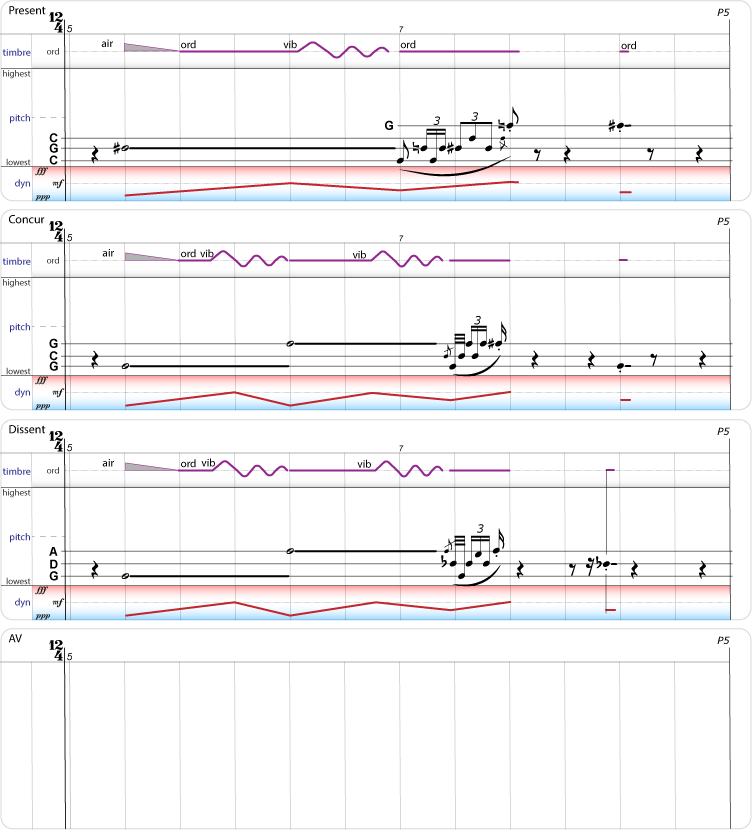 Present P5
12
4 5 7
air ord vib ord ord
timbre ord
highest
3 3
pitch G
C
G
lowest C
fff
dyn mf
ppp
Concur P5
12
4 5 7
air ord vib vib
timbre ord
highest
3
pitch
G
C
lowest G
fff
dyn mf
ppp
Dissent P5
12
4 5 7
air ord vib vib
timbre ord
highest
3
pitch
A
D
lowest G
fff
dyn mf
ppp
AV P5
12
4 5